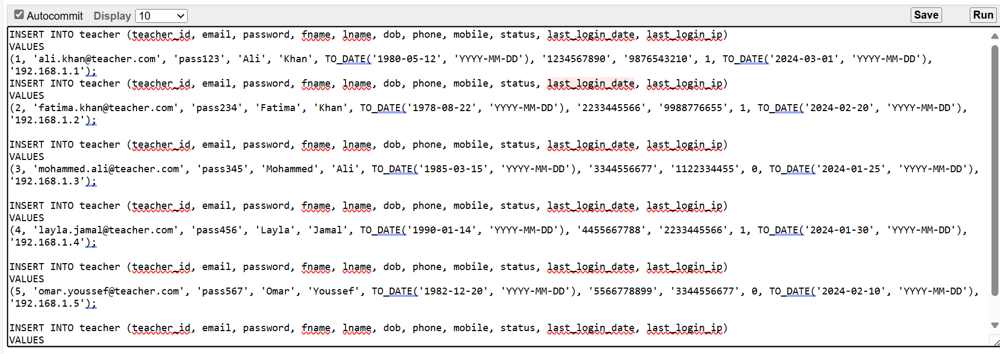 Autocommit Display 10 Save Run
INSERT INTO teacher (teacher_id, email, password, fname, lname, dob, phone, mobile, status, last_login_date, last_login_ip)
VALUES
(1, 'ali.khan@teacher.com', 'pass123', 'Ali', 'Khan', TO_DATE('1980-05-12', 'YYYY-MM-DD'), '1234567890', '9876543210', 1, TO_DATE('2024-03-01', 'YYYY-MM-DD'),
'192.168.1.1');
INSERT INTO teacher (teacher_id, email, password, fname, lname, dob, phone, mobile, status, last_login_date, last_login_ip)
VALUES
(2, 'fatima.khan@teacher.com', 'pass234', 'Fatima', 'Khan', TO_DATE('1978-08-22', 'YYYY-MM-DD'), '2233445566', '9988776655', 1, TO_DATE('2024-02-20', 'YYYY-MM-DD'),
'192.168.1.2');
INSERT INTO teacher (teacher_id, email, password, fname, lname, dob, phone, mobile, status, last_login_date, last_login_ip)
VALUES
(3, 'mohammed.ali@teacher.com', 'pass345', 'Mohammed', 'Ali', TO_DATE('1985-03-15', 'YYYY-MM-DD'), '3344556677', '1122334455', 0, TO_DATE('2024-01-25', 'YYYY-MM-DD'),
'192.168.1.3');
INSERT INTO teacher (teacher_id, email, password, fname, lname, dob, phone, mobile, status, last_login_date, last_login_ip)
VALUES
(4, 'layla.jamal@teacher.com', 'pass456', 'Layla', 'Jamal', TO_DATE('1990-01-14', 'YYYY-MM-DD'), '4455667788', '2233445566', 1, TO_DATE('2024-01-30', 'YYYY-MM-DD'),
'192.168.1.4');
INSERT INTO teacher (teacher_id, email, password, fname, lname, dob, phone, mobile, status, last_login_date, last_login_ip)
VALUES
(5, 'omar.youssef@teacher.com', 'pass567', 'Omar', 'Youssef', TO_DATE('1982-12-20', 'YYYY-MM-DD'), '5566778899', '3344556677', 0, TO_DATE('2024-02-10', 'YYYY-MM-DD'),
'192.168.1.5');
INSERT INTO teacher (teacher_id, email, password, fname, lname, dob, phone, mobile, status, last_login_date, last_login_ip)
VALUES